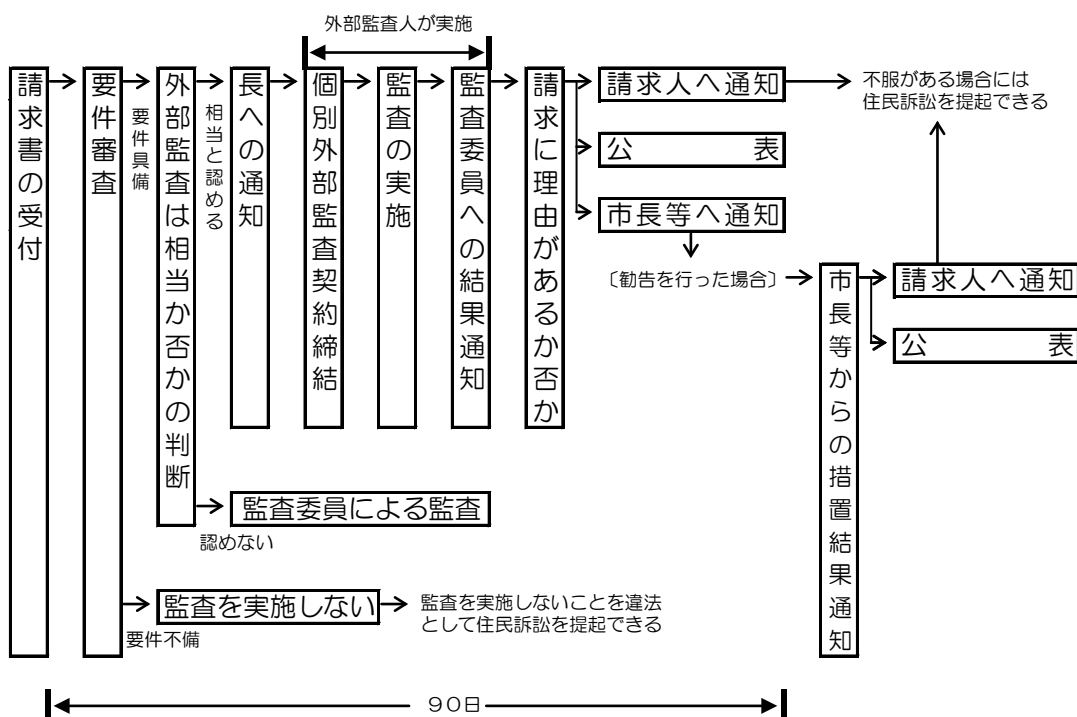 外部監査人が実施
請求書の受付
要件審査
要件具備
外部監査は相当か否かの判断
相当と認める
長への通知
個別外部監査契約締結
監査の実施
監査委員への結果通知
請求に理由があるか否か
請求人へ通知
不服がある場合には
住民訴訟を提起できる
公表
市長等へ通知
〔勧告を行った場合〕
市長等からの措置結果通知
請求人へ通知
公表
監査委員による監査
認めない
監査を実施しない
監査を実施しないことを違法
として住民訴訟を提起できる
要件不備
90日